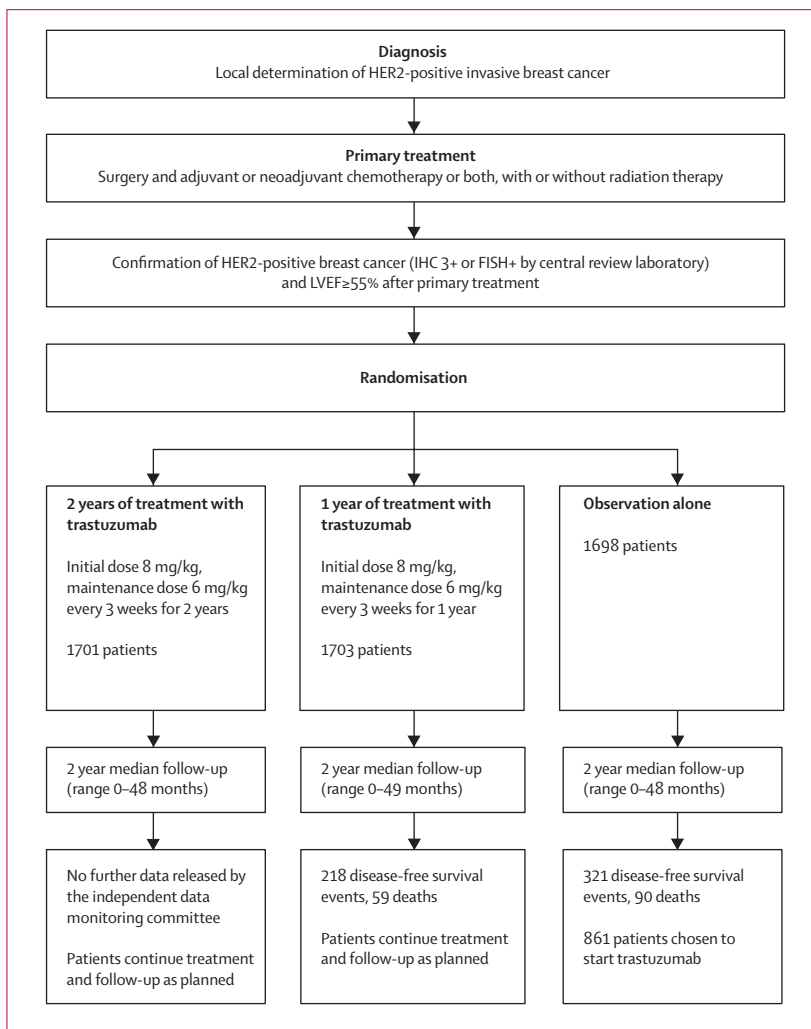 Diagnosis
Local determination of HER2-positive invasive breast cancer
Primary treatment
Surgery and adjuvant or neoadjuvant chemotherapy or both, with or without radiation therapy
Confirmation of HER2-positive breast cancer (IHC 3+ or FISH+ by central review laboratory)
and LVEF≥55% after primary treatment
Randomisation
2 years of treatment with
trastuzumab
Initial dose 8 mg/kg,
maintenance dose 6 mg/kg
every 3 weeks for 2 years
1701 patients
1 year of treatment with
trastuzumab
Initial dose 8 mg/kg,
maintenance dose 6 mg/kg
every 3 weeks for 1 year
1703 patients
Observation alone
1698 patients
2 year median follow-up
(range 0–48 months)
2 year median follow-up
(range 0–49 months)
2 year median follow-up
(range 0–48 months)
No further data released by
the independent data
monitoring committee
Patients continue treatment
and follow-up as planned
218 disease-free survival
events, 59 deaths
Patients continue treatment
and follow-up as planned
321 disease-free survival
events, 90 deaths
861 patients chosen to
start trastuzumab